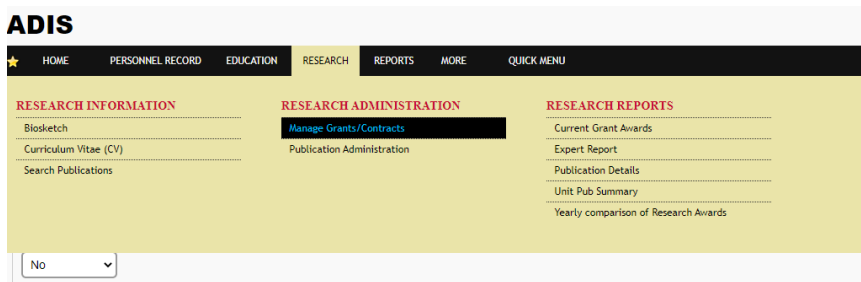 ADIS
HOME PERSONNEL RECORD EDUCATION RESEARCH REPORTS MORE QUICK MENU
RESEARCH INFORMATION
Biosketch
Curriculum Vitae (CV)
Search Publications
RESEARCH ADMINISTRATION
Manage Grants/Contracts
Publication Administration
RESEARCH REPORTS
Current Grant Awards
Expert Report
Publication Details
Unit Pub Summary
Yearly comparison of Research Awards
No